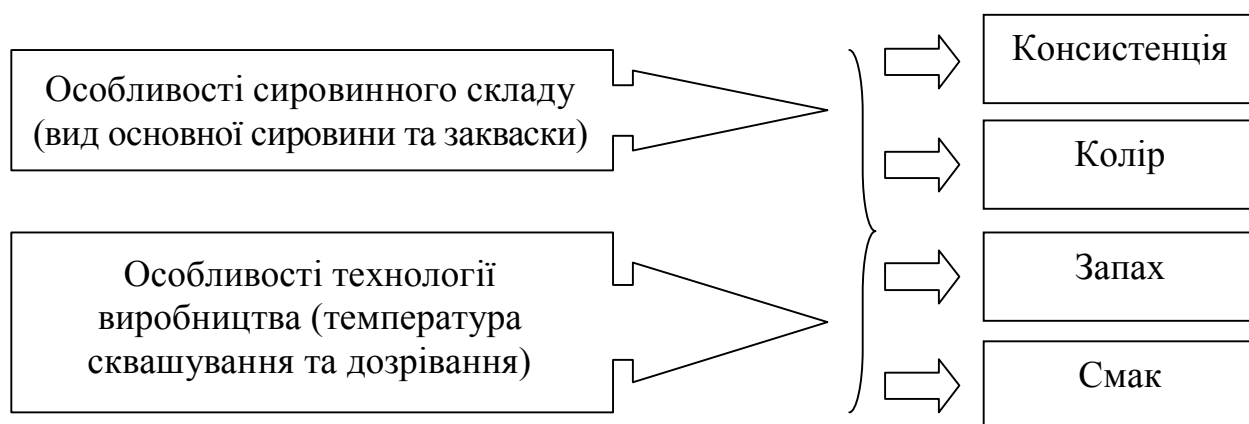 Особливості сировинного складу
(вид основної сировини та закваски)
Особливості технології
виробництва (температура
сквашування та дозрівання)
Консистенція
Колір
Запах
Смак